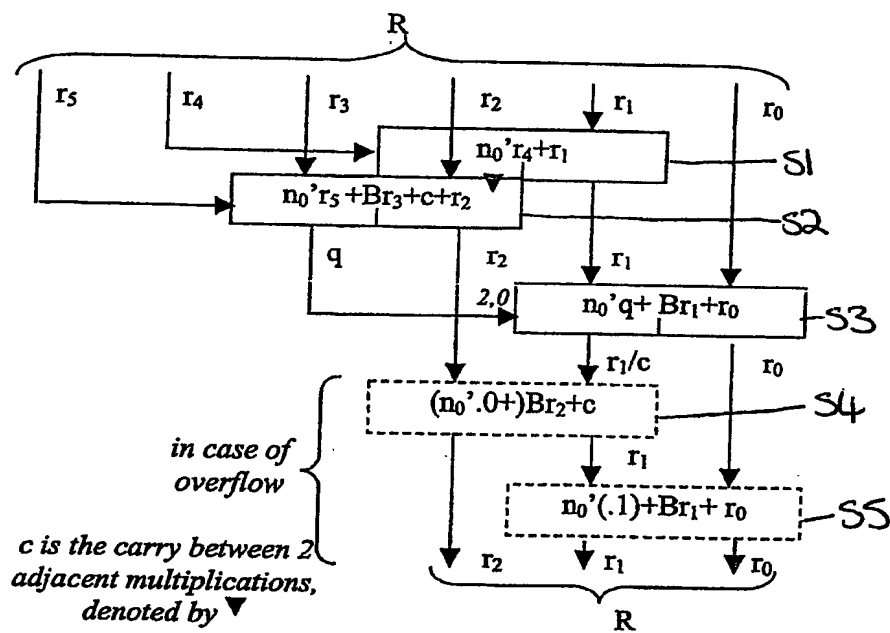 R
r₅ r₄ r₃ r₂ r₁ r₀
n₀'r₄+r₁
S1
n₀'r₅+Br₃+c+r₂
S2
q r₂ r₁
2,0
n₀'q+ Br₁+r₀
S3
r₁/c r₀
(n₀'.0+)Br₂+c
S4
in case of
overflow
r₁
n₀'(.1)+Br₁+ r₀
S5
c is the carry between 2
adjacent multiplications,
denoted by ▼
r₂ r₁ r₀
R